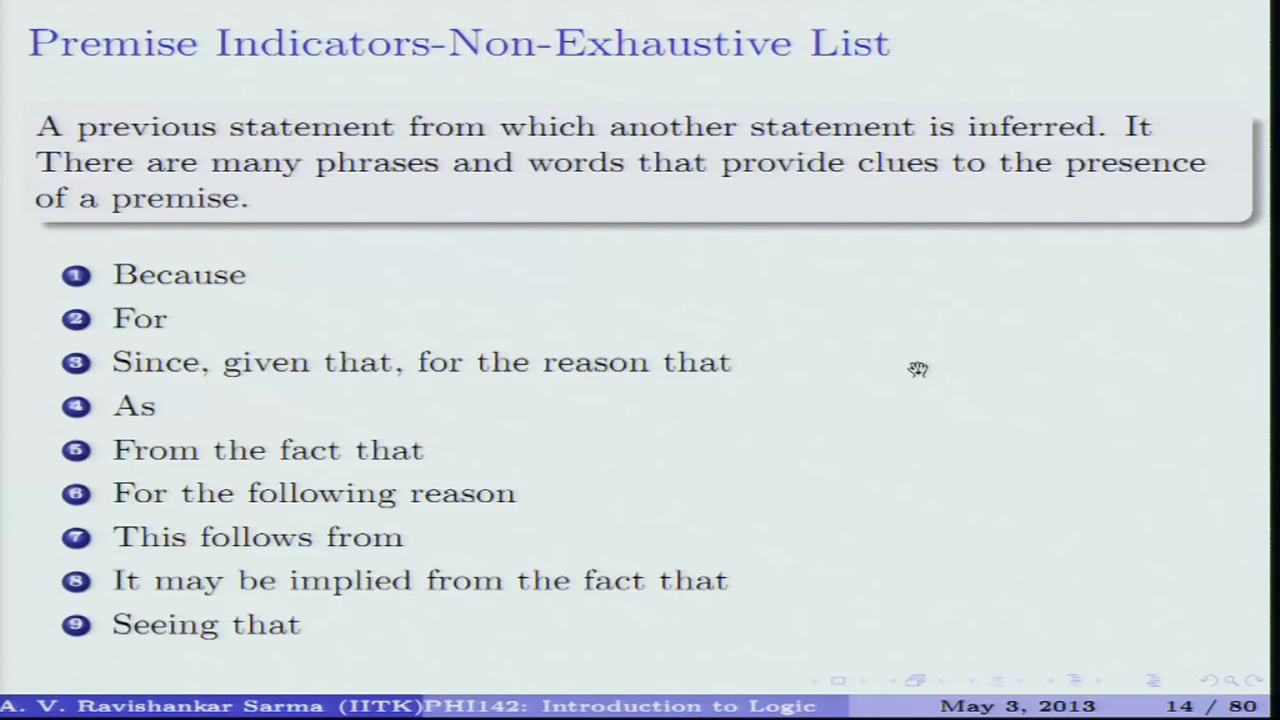 Premise Indicators-Non-Exhaustive List
A previous statement from which another statement is inferred. It
There are many phrases and words that provide clues to the presence
of a premise.
1 Because
2 For
3 Since, given that, for the reason that
4 As
5 From the fact that
6 For the following reason
7 This follows from
8 It may be implied from the fact that
9 Seeing that
A. V. Ravishankar Sarma (IITK) PHI142: Introduction to Logic May 3, 2013 14 / 80